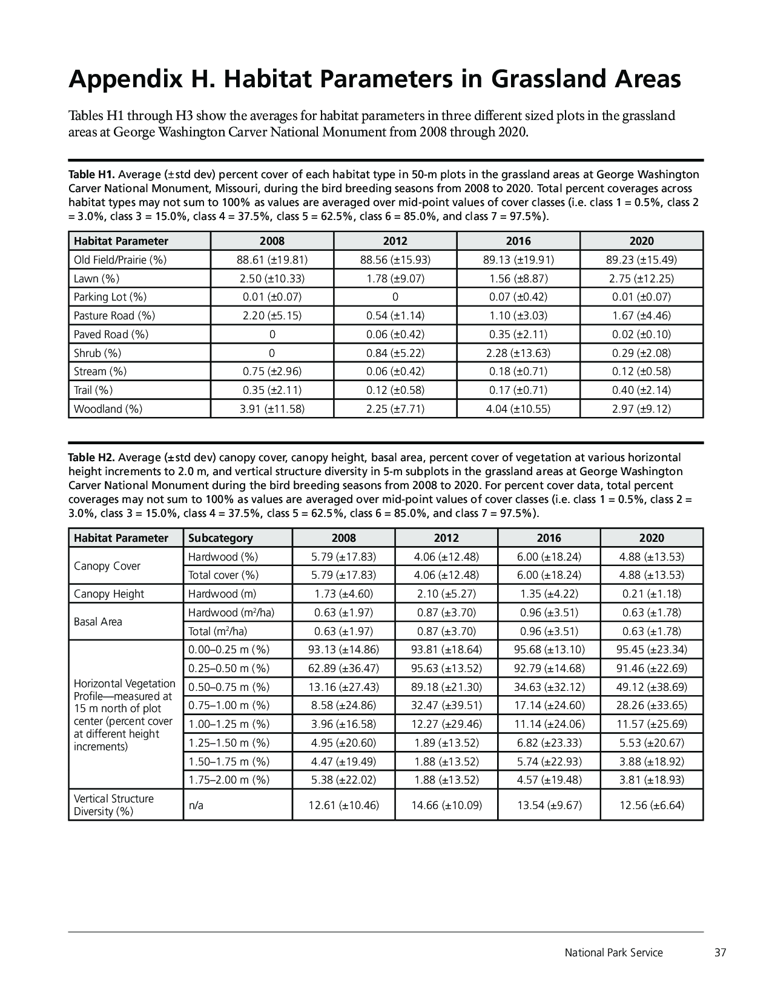 Appendix H. Habitat Parameters in Grassland Areas
Tables H1 through H3 show the averages for habitat parameters in three different sized plots in the grassland
areas at George Washington Carver National Monument from 2008 through 2020.
Table H1. Average (±std dev) percent cover of each habitat type in 50-m plots in the grassland areas at George Washington
Carver National Monument, Missouri, during the bird breeding seasons from 2008 to 2020. Total percent coverages across
habitat types may not sum to 100% as values are averaged over mid-point values of cover classes (i.e. class 1 = 0.5%, class 2
= 3.0%, class 3 = 15.0%, class 4 = 37.5%, class 5 = 62.5%, class 6 = 85.0%, and class 7 = 97.5%).
Habitat Parameter 2008 2012 2016 2020
Old Field/Prairie (%) 88.61 (±19.81) 88.56 (±15.93) 89.13 (±19.91) 89.23 (±15.49)
Lawn (%) 2.50 (±10.33) 1.78 (±9.07) 1.56 (±8.87) 2.75 (±12.25)
Parking Lot (%) 0.01 (±0.07) 0 0.07 (±0.42) 0.01 (±0.07)
Pasture Road (%) 2.20 (±5.15) 0.54 (±1.14) 1.10 (±3.03) 1.67 (±4.46)
Paved Road (%) 0 0.06 (±0.42) 0.35 (±2.11) 0.02 (±0.10)
Shrub (%) 0 0.84 (±5.22) 2.28 (±13.63) 0.29 (±2.08)
Stream (%) 0.75 (±2.96) 0.06 (±0.42) 0.18 (±0.71) 0.12 (±0.58)
Trail (%) 0.35 (±2.11) 0.12 (±0.58) 0.17 (±0.71) 0.40 (±2.14)
Woodland (%) 3.91 (±11.58) 2.25 (±7.71) 4.04 (±10.55) 2.97 (±9.12)
Table H2. Average (±std dev) canopy cover, canopy height, basal area, percent cover of vegetation at various horizontal
height increments to 2.0 m, and vertical structure diversity in 5-m subplots in the grassland areas at George Washington
Carver National Monument during the bird breeding seasons from 2008 to 2020. For percent cover data, total percent
coverages may not sum to 100% as values are averaged over mid-point values of cover classes (i.e. class 1 = 0.5%, class 2 =
3.0%, class 3 = 15.0%, class 4 = 37.5%, class 5 = 62.5%, class 6 = 85.0%, and class 7 = 97.5%).
Habitat Parameter Subcategory 2008 2012 2016 2020
Canopy Cover
Hardwood (%) 5.79 (±17.83) 4.06 (±12.48) 6.00 (±18.24) 4.88 (±13.53)
Total cover (%) 5.79 (±17.83) 4.06 (±12.48) 6.00 (±18.24) 4.88 (±13.53)
Canopy Height Hardwood (m) 1.73 (±4.60) 2.10 (±5.27) 1.35 (±4.22) 0.21 (±1.18)
Basal Area
Hardwood (m²/ha) 0.63 (±1.97) 0.87 (±3.70) 0.96 (±3.51) 0.63 (±1.78)
Total (m²/ha) 0.63 (±1.97) 0.87 (±3.70) 0.96 (±3.51) 0.63 (±1.78)
Horizontal Vegetation
Profile—measured at
15 m north of plot
center (percent cover
at different height
increments)
0.00–0.25 m (%) 93.13 (±14.86) 93.81 (±18.64) 95.68 (±13.10) 95.45 (±23.34)
0.25–0.50 m (%) 62.89 (±36.47) 95.63 (±13.52) 92.79 (±14.68) 91.46 (±22.69)
0.50–0.75 m (%) 13.16 (±27.43) 89.18 (±21.30) 34.63 (±32.12) 49.12 (±38.69)
0.75–1.00 m (%) 8.58 (±24.86) 32.47 (±39.51) 17.14 (±24.60) 28.26 (±33.65)
1.00–1.25 m (%) 3.96 (±16.58) 12.27 (±29.46) 11.14 (±24.06) 11.57 (±25.69)
1.25–1.50 m (%) 4.95 (±20.60) 1.89 (±13.52) 6.82 (±23.33) 5.53 (±20.67)
1.50–1.75 m (%) 4.47 (±19.49) 1.88 (±13.52) 5.74 (±22.93) 3.88 (±18.92)
1.75–2.00 m (%) 5.38 (±22.02) 1.88 (±13.52) 4.57 (±19.48) 3.81 (±18.93)
Vertical Structure
Diversity (%)
n/a 12.61 (±10.46) 14.66 (±10.09) 13.54 (±9.67) 12.56 (±6.64)
National Park Service 37